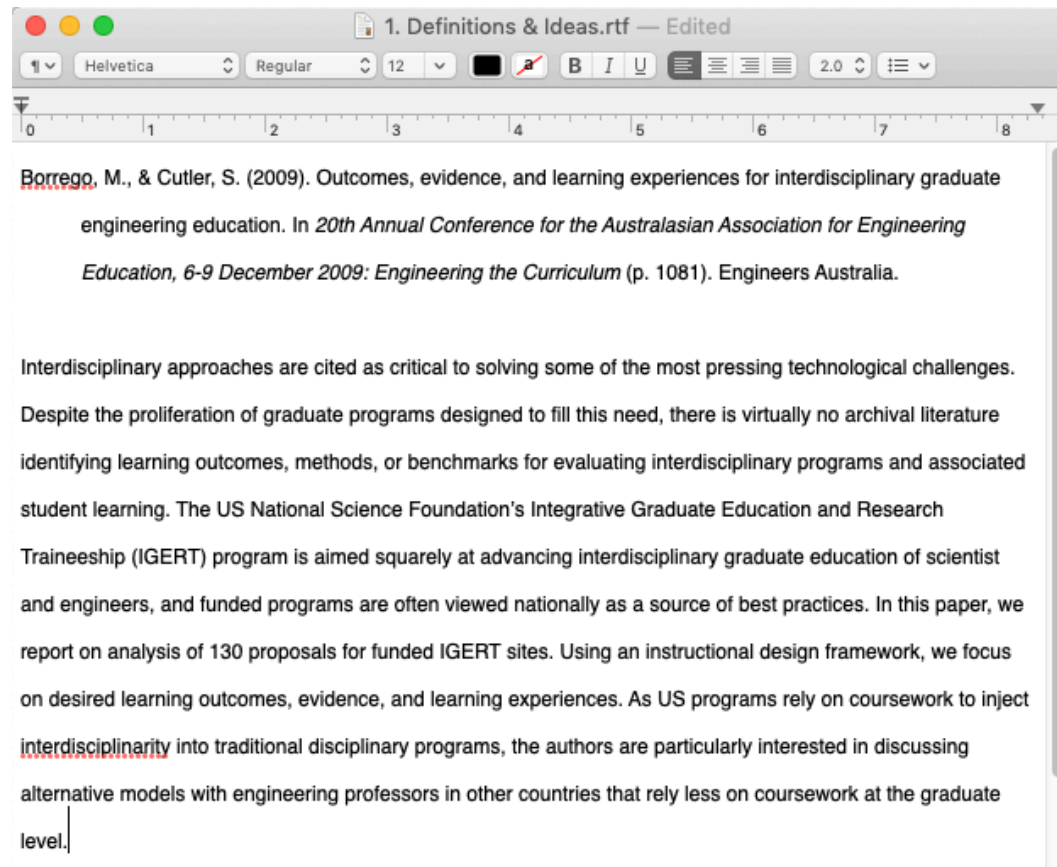 1. Definitions & Ideas.rtf — Edited
¶ Helvetica Regular 12 a B I U 2.0
0 1 2 3 4 5 6 7 8
Borrego, M., & Cutler, S. (2009). Outcomes, evidence, and learning experiences for interdisciplinary graduate
engineering education. In 20th Annual Conference for the Australasian Association for Engineering
Education, 6-9 December 2009: Engineering the Curriculum (p. 1081). Engineers Australia.
Interdisciplinary approaches are cited as critical to solving some of the most pressing technological challenges.
Despite the proliferation of graduate programs designed to fill this need, there is virtually no archival literature
identifying learning outcomes, methods, or benchmarks for evaluating interdisciplinary programs and associated
student learning. The US National Science Foundation’s Integrative Graduate Education and Research
Traineeship (IGERT) program is aimed squarely at advancing interdisciplinary graduate education of scientist
and engineers, and funded programs are often viewed nationally as a source of best practices. In this paper, we
report on analysis of 130 proposals for funded IGERT sites. Using an instructional design framework, we focus
on desired learning outcomes, evidence, and learning experiences. As US programs rely on coursework to inject
interdisciplinarity into traditional disciplinary programs, the authors are particularly interested in discussing
alternative models with engineering professors in other countries that rely less on coursework at the graduate
level.